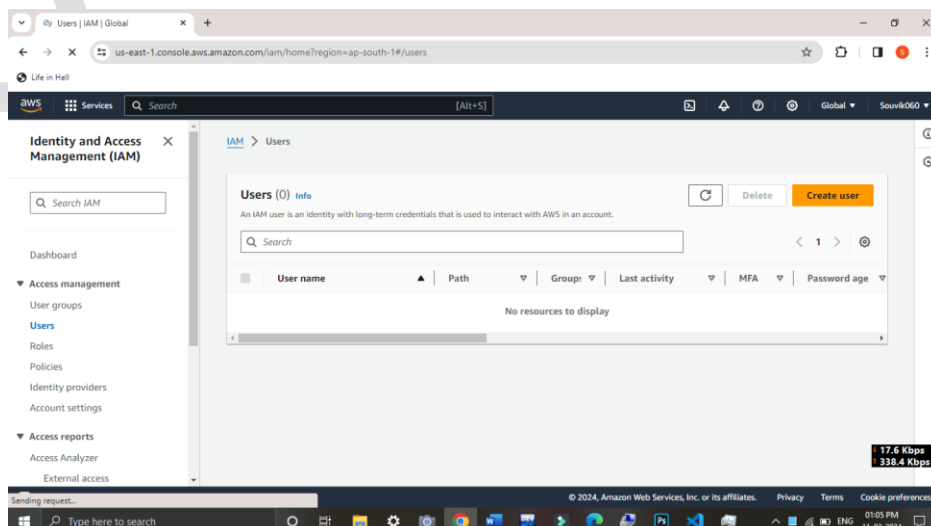 Users | IAM | Global
us-east-1.console.aws.amazon.com/iam/home?region=ap-south-1#/users
S
Life in Hell
aws
Services
Search
[Alt+S]
Global
Souvik060
Identity and Access Management (IAM)
Search IAM
Dashboard
Access management
User groups
Users
Roles
Policies
Identity providers
Account settings
Access reports
Access Analyzer
External access
IAM > Users
Users (0) Info
Delete
Create user
An IAM user is an identity with long-term credentials that is used to interact with AWS in an account.
Search
1
User name
Path
Group:
Last activity
MFA
Password age
No resources to display
17.6 Kbps
338.4 Kbps
Sending request...
© 2024, Amazon Web Services, Inc. or its affiliates.
Privacy
Terms
Cookie preferences
Type here to search
W
Ps
ENG
01:05 PM